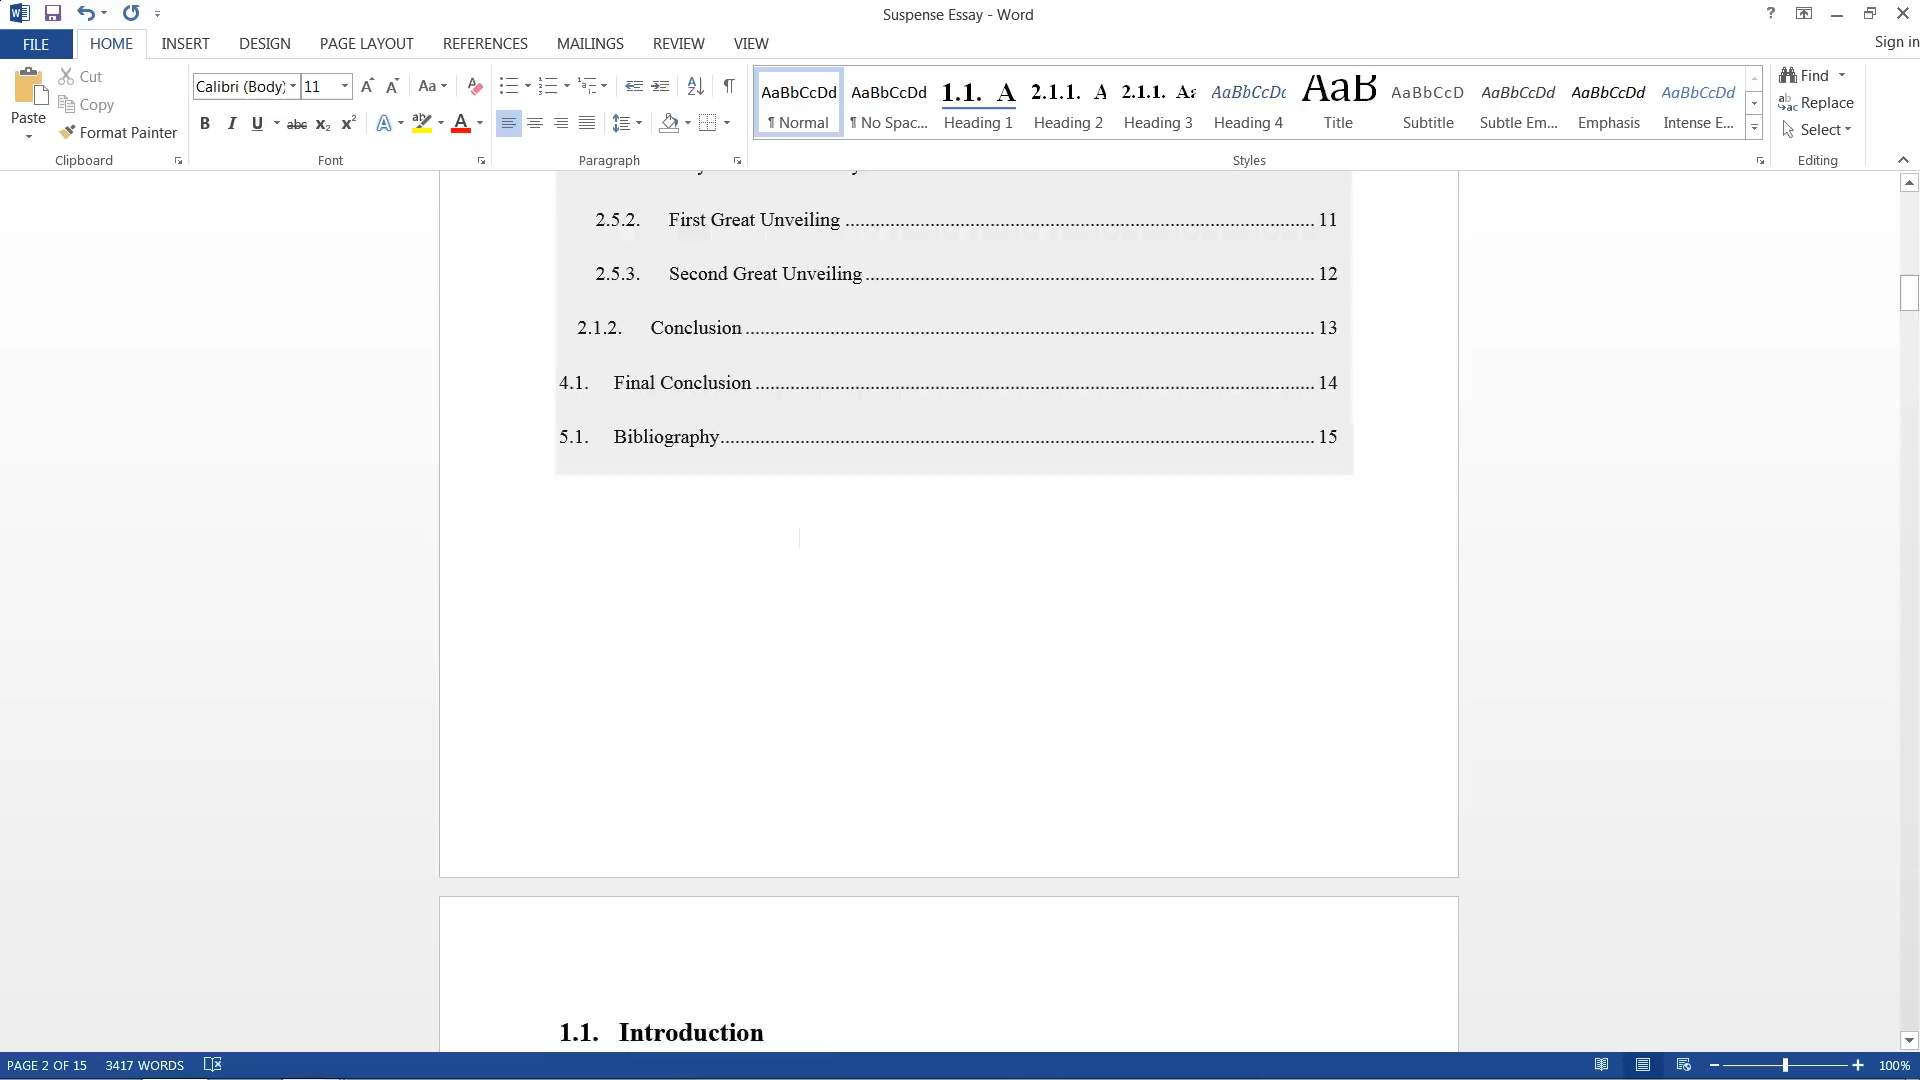 Suspense Essay - Word
?
FILE
HOME
INSERT
DESIGN
PAGE LAYOUT
REFERENCES
MAILINGS
REVIEW
VIEW
Sign in
Paste
Cut
Copy
Format Painter
Clipboard
Calibri (Body)
11
Aa
B I U abc x₂ x² A ab A
Font
Paragraph
AaBbCcDd
¶ Normal
AaBbCcDd
¶ No Spac...
1.1. A
Heading 1
2.1.1. A
Heading 2
2.1.1. Aa
Heading 3
AaBbCcDc
Heading 4
AaB
Title
AaBbCcD
Subtitle
AaBbCcDd
Subtle Em...
AaBbCcDd
Emphasis
AaBbCcDd
Intense E...
Styles
Find
Replace
Select
Editing
2.5.2. First Great Unveiling ........ 11
2.5.3. Second Great Unveiling ........ 12
2.1.2. Conclusion ........ 13
4.1. Final Conclusion ........ 14
5.1. Bibliography ........ 15
1.1. Introduction
PAGE 2 OF 15
3417 WORDS
100%